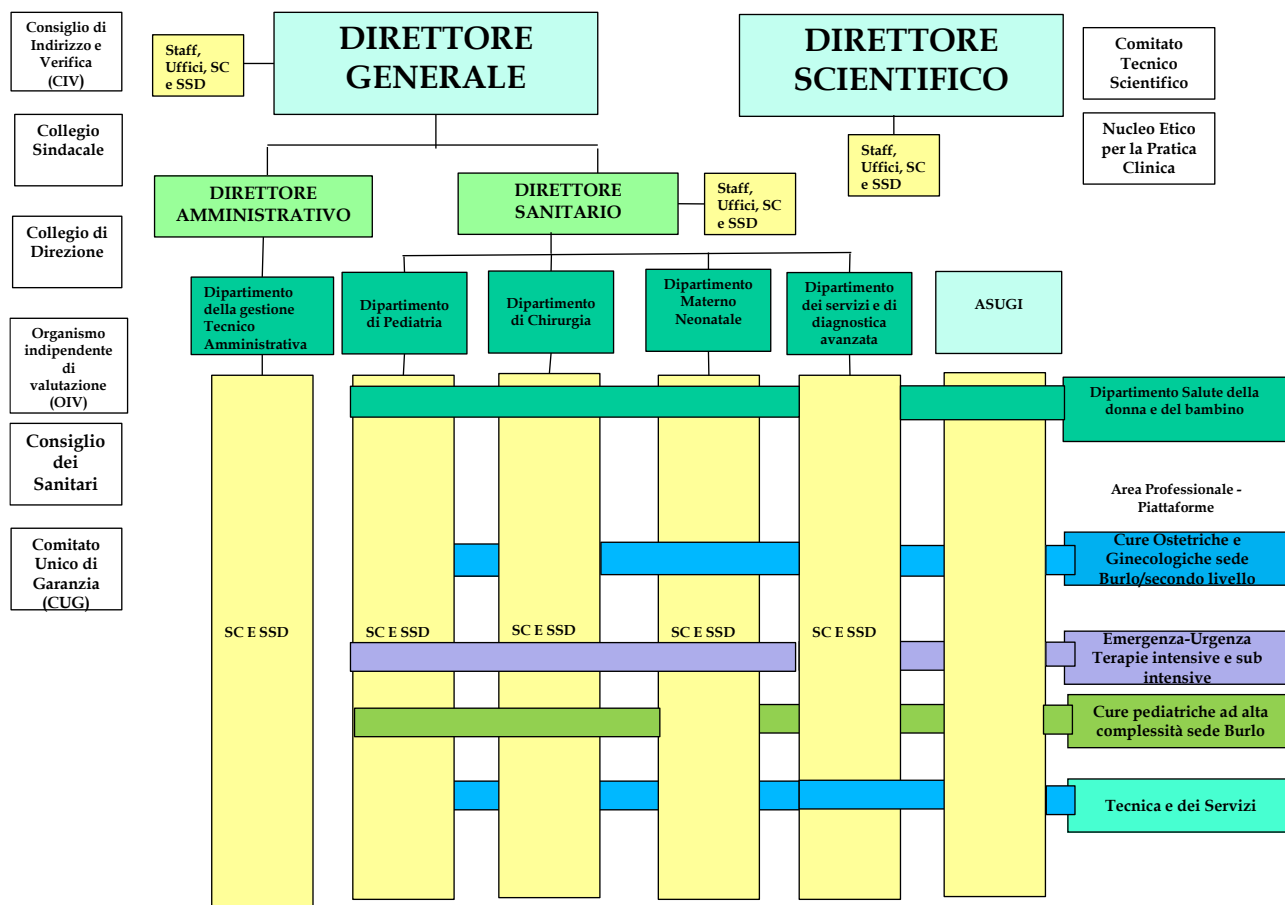 Consiglio di
Indirizzo e
Verifica
(CIV)
Staff,
Uffici, SC
e SSD
DIRETTORE
GENERALE
DIRETTORE
SCIENTIFICO
Comitato
Tecnico
Scientifico
Collegio
Sindacale
Nucleo Etico
per la Pratica
Clinica
Staff,
Uffici, SC
e SSD
DIRETTORE
AMMINISTRATIVO
DIRETTORE
SANITARIO
Staff,
Uffici, SC
e SSD
Collegio di
Direzione
Dipartimento
della gestione
Tecnico
Amministrativa
Dipartimento
di Pediatria
Dipartimento
di Chirurgia
Dipartimento
Materno
Neonatale
Dipartimento
dei servizi e di
diagnostica
avanzata
ASUGI
Organismo
indipendente
di
valutazione
(OIV)
Dipartimento Salute della
donna e del bambino
Consiglio
dei
Sanitari
Area Professionale -
Piattaforme
Comitato
Unico di
Garanzia
(CUG)
Cure Ostetriche e
Ginecologiche sede
Burlo/secondo livello
SC E SSD
SC E SSD
SC E SSD
SC E SSD
SC E SSD
Emergenza-Urgenza
Terapie intensive e sub
intensive
Cure pediatriche ad alta
complessità sede Burlo
Tecnica e dei Servizi